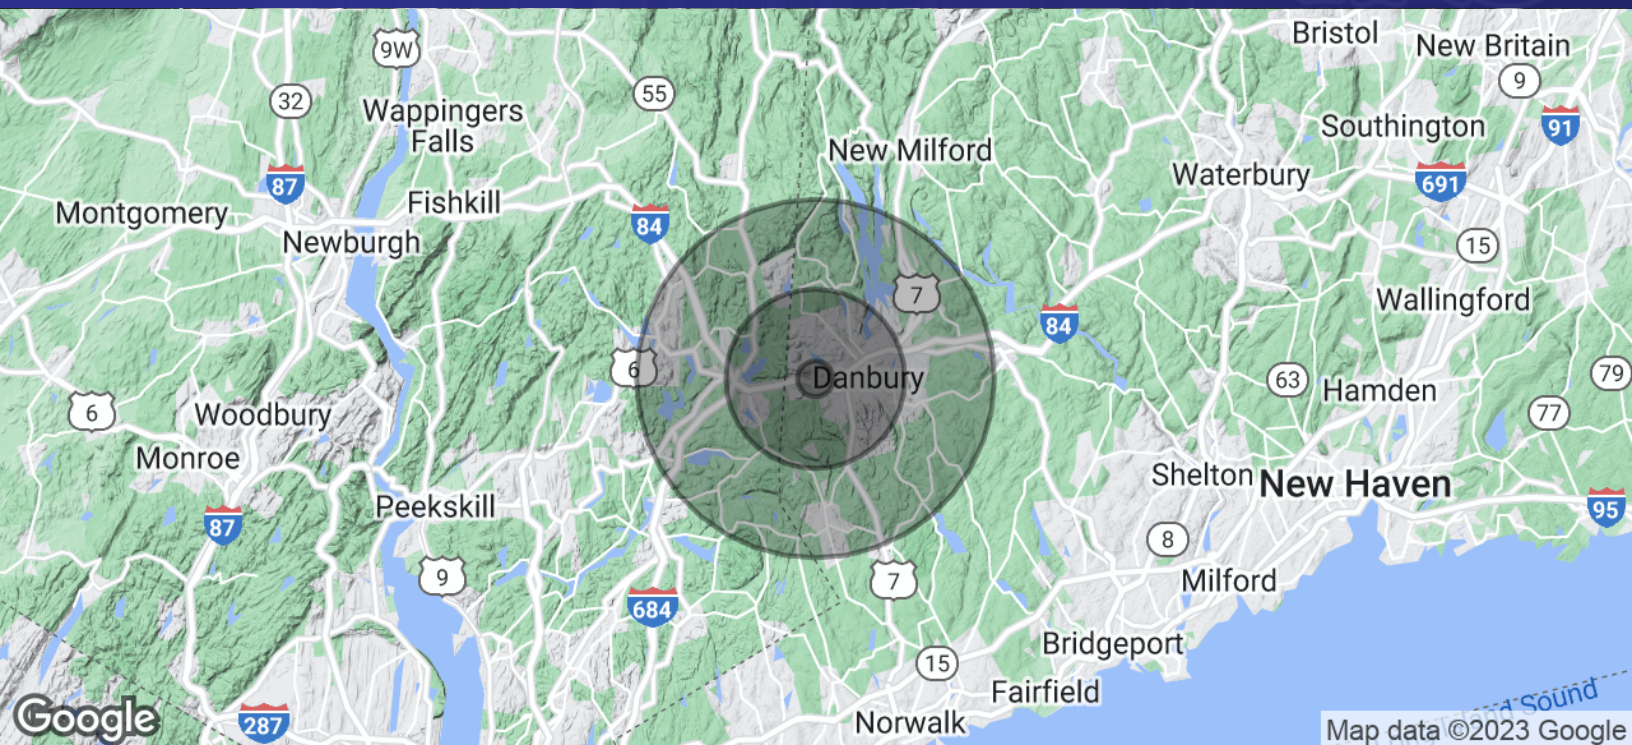 Bristol
New Britain
9W
9
32
55
Wappingers
Falls
Southington
91
New Milford
Waterbury
691
87
Fishkill
Montgomery
84
Newburgh
15
7
Wallingford
84
6
Danbury
63
79
Hamden
6
Woodbury
77
Monroe
Shelton
New Haven
Peekskill
95
87
8
9
7
Milford
684
Bridgeport
15
Fairfield
Sound
Google
287
Norwalk
Map data ©2023 Google